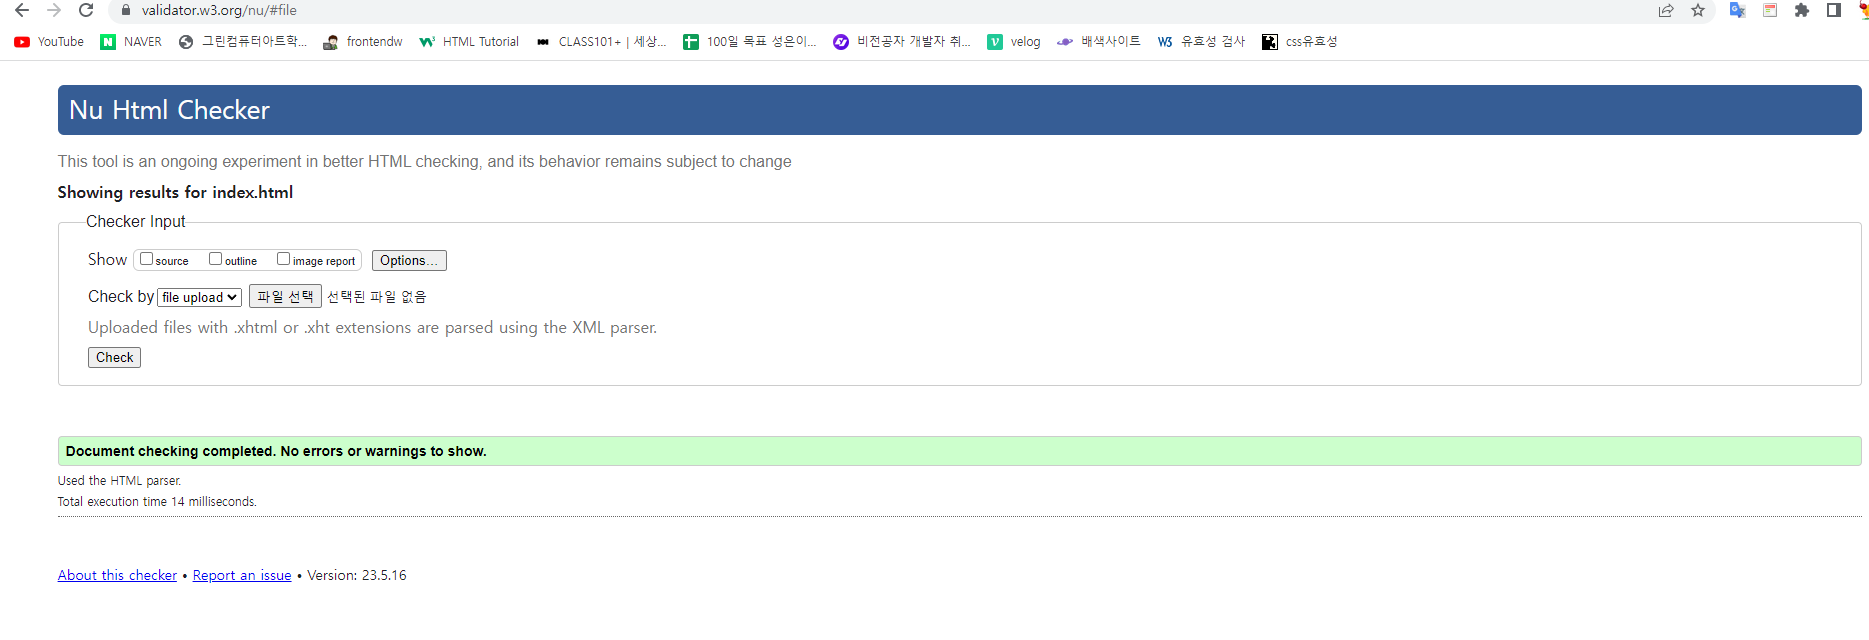 validator.w3.org/nu/#file
YouTube NAVER 그린컴퓨터아트학... frontendw HTML Tutorial CLASS101+ | 세상... 100일 목표 성은이... 비전공자 개발자 취... velog 배색사이트 W3 유효성 검사 css유효성
Nu Html Checker
This tool is an ongoing experiment in better HTML checking, and its behavior remains subject to change
Showing results for index.html
Checker Input
Show source outline image report Options...
Check by file upload 파일 선택 선택된 파일 없음
Uploaded files with .xhtml or .xht extensions are parsed using the XML parser.
Check
Document checking completed. No errors or warnings to show.
Used the HTML parser.
Total execution time 14 milliseconds.
About this checker • Report an issue • Version: 23.5.16